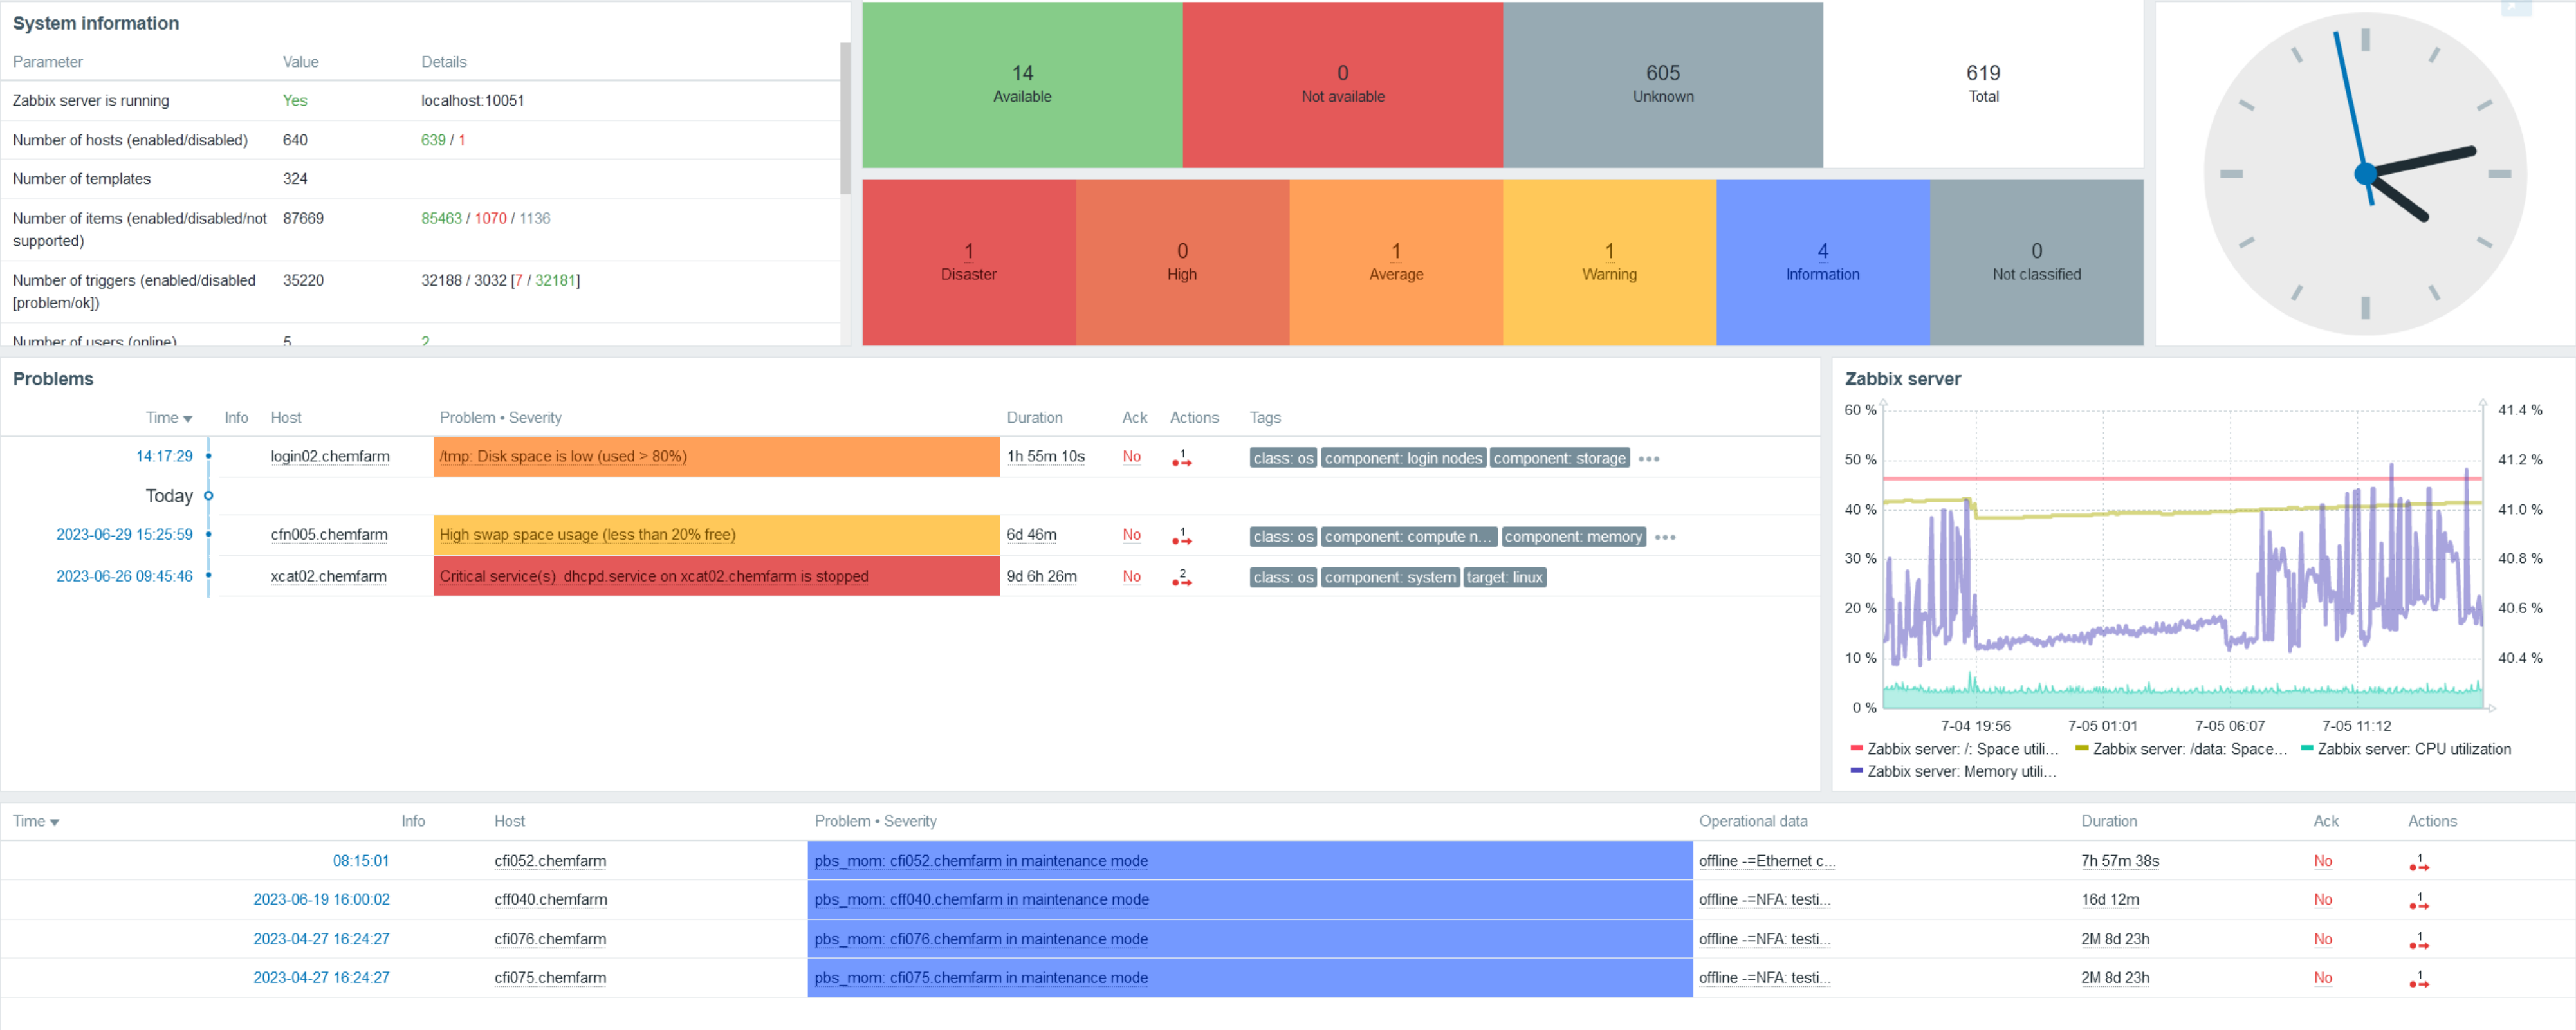 System information
Parameter Value Details
Zabbix server is running Yes localhost:10051
Number of hosts (enabled/disabled) 640 639 / 1
Number of templates 324
Number of items (enabled/disabled/not 87669 85463 / 1070 / 1136
supported)
Number of triggers (enabled/disabled 35220 32188 / 3032 [7 / 32181]
[problem/ok])
Number of users (online) 5 2
14 0 605 619
Available Not available Unknown Total
1 0 1 1 4 0
Disaster High Average Warning Information Not classified
Problems
Time ▼ Info Host Problem • Severity Duration Ack Actions Tags
14:17:29 login02.chemfarm /tmp: Disk space is low (used > 80%) 1h 55m 10s No 1 class: os component: login nodes component: storage •••
Today
2023-06-29 15:25:59 cfn005.chemfarm High swap space usage (less than 20% free) 6d 46m No 1 class: os component: compute n... component: memory •••
2023-06-26 09:45:46 xcat02.chemfarm Critical service(s) dhcpd.service on xcat02.chemfarm is stopped 9d 6h 26m No 2 class: os component: system target: linux
Zabbix server
60 % 41.4 %
50 % 41.2 %
40 % 41.0 %
30 % 40.8 %
20 % 40.6 %
10 % 40.4 %
0 %
7-04 19:56 7-05 01:01 7-05 06:07 7-05 11:12
Zabbix server: /: Space utili... Zabbix server: /data: Space... Zabbix server: CPU utilization
Zabbix server: Memory utili...
Time ▼ Info Host Problem • Severity Operational data Duration Ack Actions
08:15:01 cfi052.chemfarm pbs_mom: cfi052.chemfarm in maintenance mode offline -=Ethernet c... 7h 57m 38s No 1
2023-06-19 16:00:02 cff040.chemfarm pbs_mom: cff040.chemfarm in maintenance mode offline -=NFA: testi... 16d 12m No 1
2023-04-27 16:24:27 cfi076.chemfarm pbs_mom: cfi076.chemfarm in maintenance mode offline -=NFA: testi... 2M 8d 23h No 1
2023-04-27 16:24:27 cfi075.chemfarm pbs_mom: cfi075.chemfarm in maintenance mode offline -=NFA: testi... 2M 8d 23h No 1